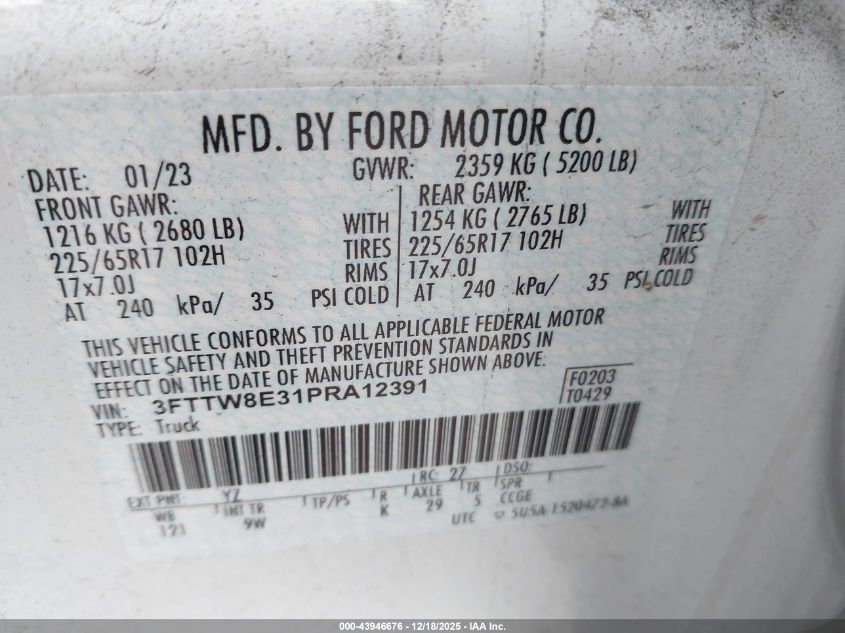 MFD. BY FORD MOTOR CO.
DATE: 01/23 GVWR: 2359 KG ( 5200 LB)
FRONT GAWR: REAR GAWR:
1216 KG ( 2680 LB) WITH 1254 KG ( 2765 LB) WITH
225/65R17 102H TIRES 225/65R17 102H TIRES
17x7.0J RIMS 17x7.0J RIMS
AT 240 kPa/ 35 PSI COLD AT 240 kPa/ 35 PSI COLD
THIS VEHICLE CONFORMS TO ALL APPLICABLE FEDERAL MOTOR
VEHICLE SAFETY AND THEFT PREVENTION STANDARDS IN
EFFECT ON THE DATE OF MANUFACTURE SHOWN ABOVE.
VIN: 3FTTW8E31PRA12391 F0203
TYPE: Truck T0429
EXT PNT: YZ RC: 27 DSO:
WB INT TR TP/PS R AXLE TR SPR
121 9W K 29 5 CCGE
UTC 5U5A-1520472-BA
000-43946676 - 12/18/2025 - IAA Inc.